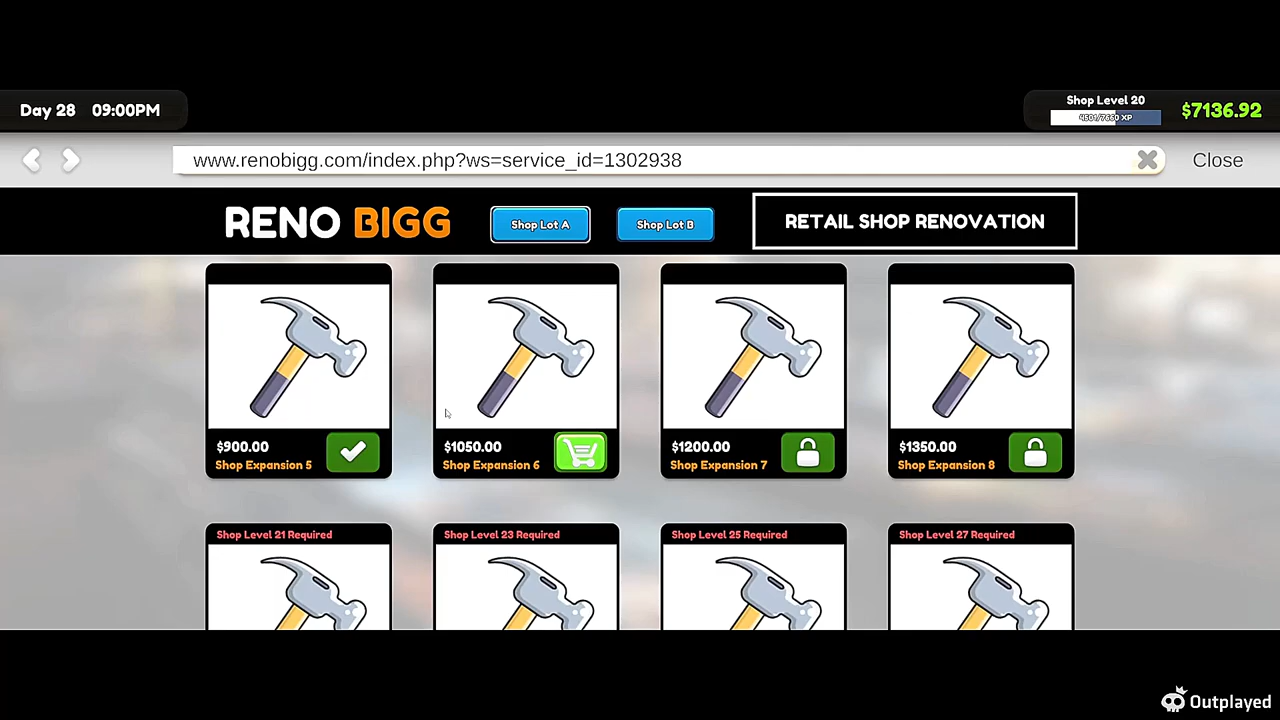 Day 28 09:00PM
Shop Level 20
4501/7660 XP
$7136.92
www.renobigg.com/index.php?ws=service_id=1302938
Close
RENO BIGG
Shop Lot A
Shop Lot B
RETAIL SHOP RENOVATION
$900.00
Shop Expansion 5
$1050.00
Shop Expansion 6
$1200.00
Shop Expansion 7
$1350.00
Shop Expansion 8
Shop Level 21 Required
Shop Level 23 Required
Shop Level 25 Required
Shop Level 27 Required
Outplayed